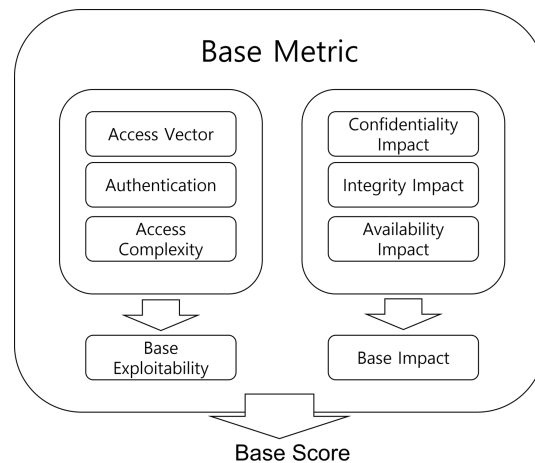 Base Metric
Access Vector
Authentication
Access
Complexity
Confidentiality
Impact
Integrity Impact
Availability
Impact
Base
Exploitability
Base Impact
Base Score